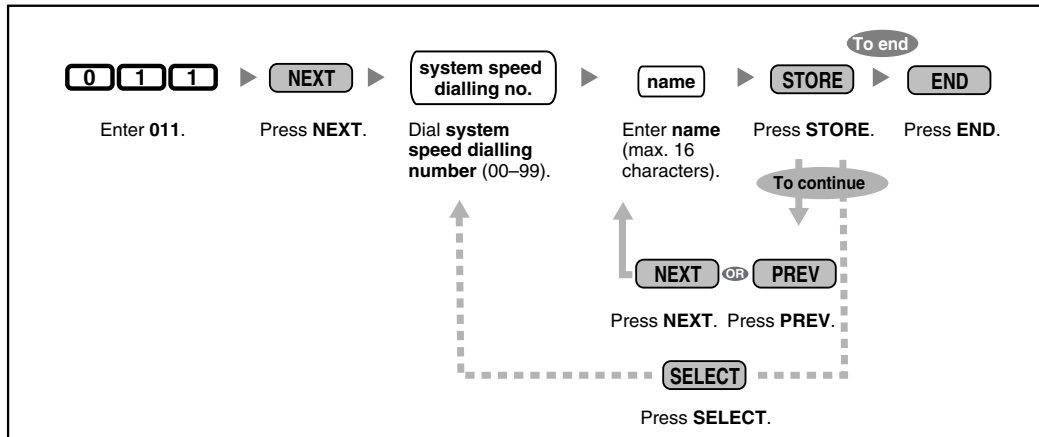 To end
0 1 1 NEXT system speed dialling no. name STORE END
Enter 011. Press NEXT. Dial system speed dialling number (00–99). Enter name (max. 16 characters). Press STORE. Press END.
To continue
NEXT OR PREV
Press NEXT. Press PREV.
SELECT
Press SELECT.